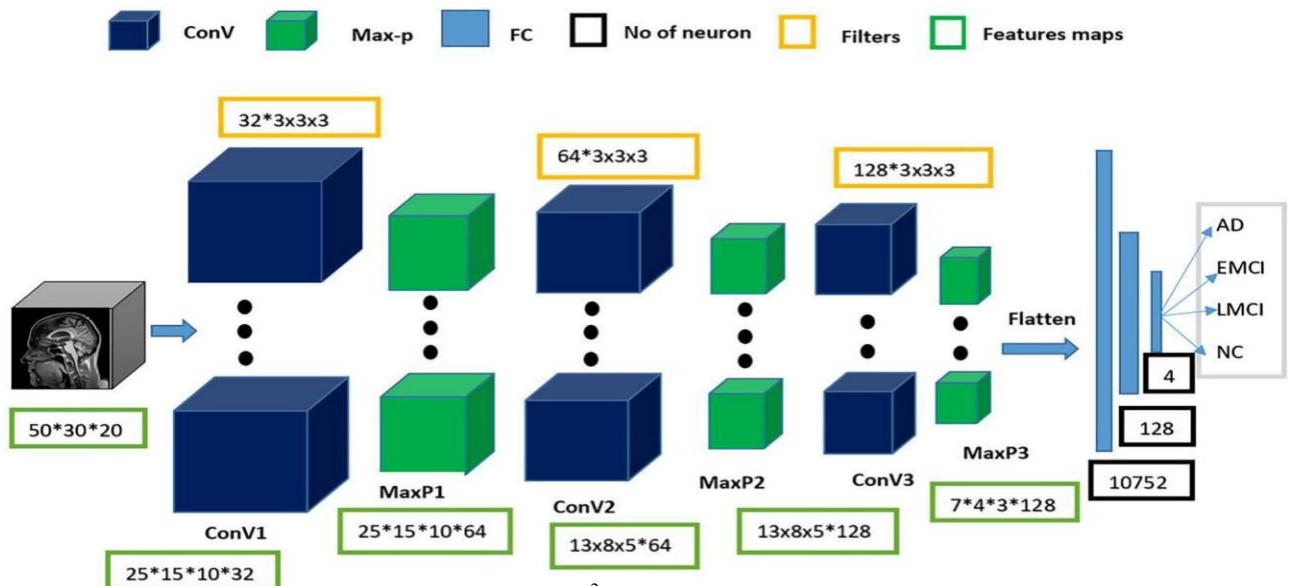 ConV Max-p FC No of neuron Filters Features maps
32*3x3x3
64*3x3x3
128*3x3x3
AD
EMCI
LMCI
NC
Flatten
4
50*30*20
128
MaxP3
MaxP1
MaxP2
ConV3
10752
ConV2
7*4*3*128
ConV1
25*15*10*64
13x8x5*64
13x8x5*128
25*15*10*32